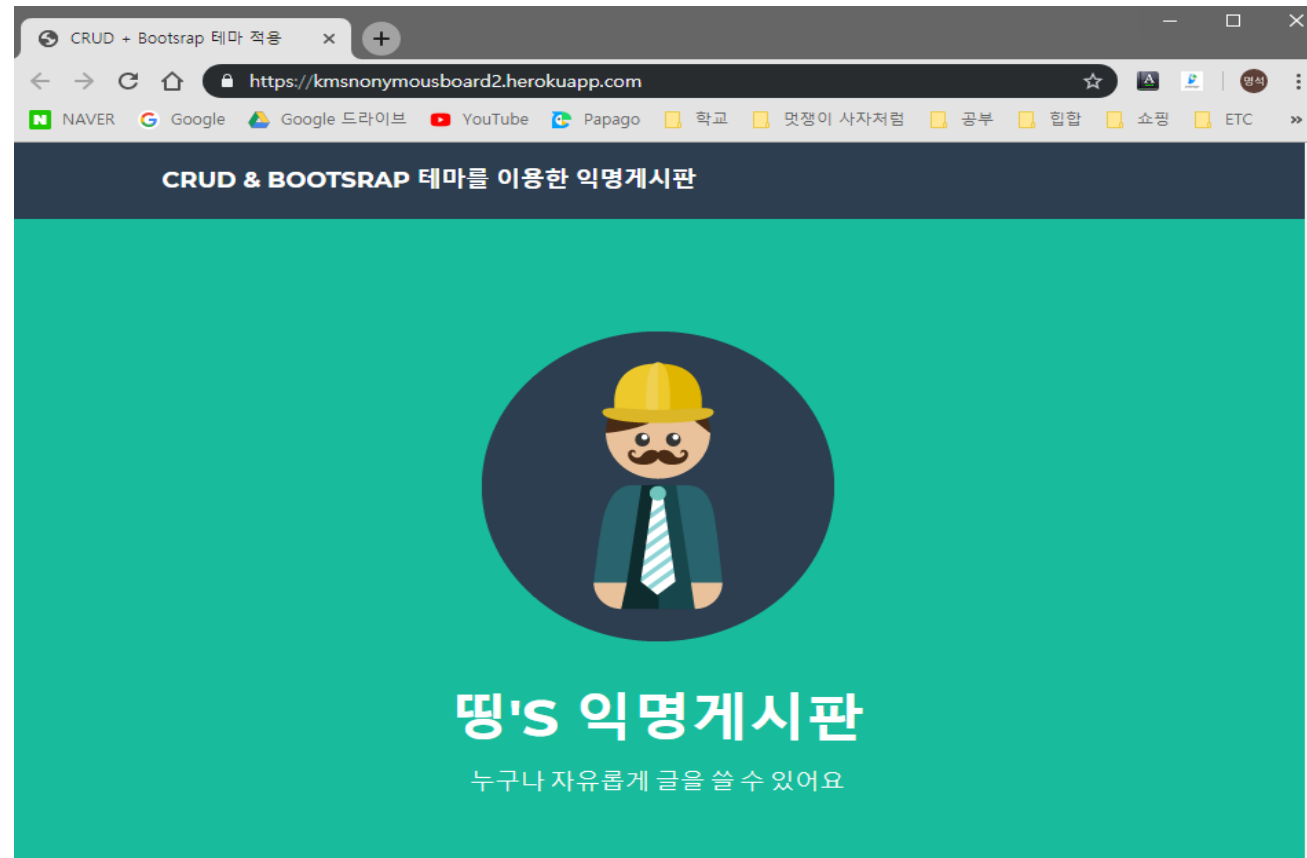 CRUD + Bootsrap 테마 적용
https://kmsnonymousboard2.herokuapp.com
명석
NAVER Google Google 드라이브 YouTube Papago 학교 멋쟁이 사자처럼 공부 힙합 쇼핑 ETC »
CRUD & BOOTSRAP 테마를 이용한 익명게시판
띵'S 익명게시판
누구나 자유롭게 글을 쓸 수 있어요